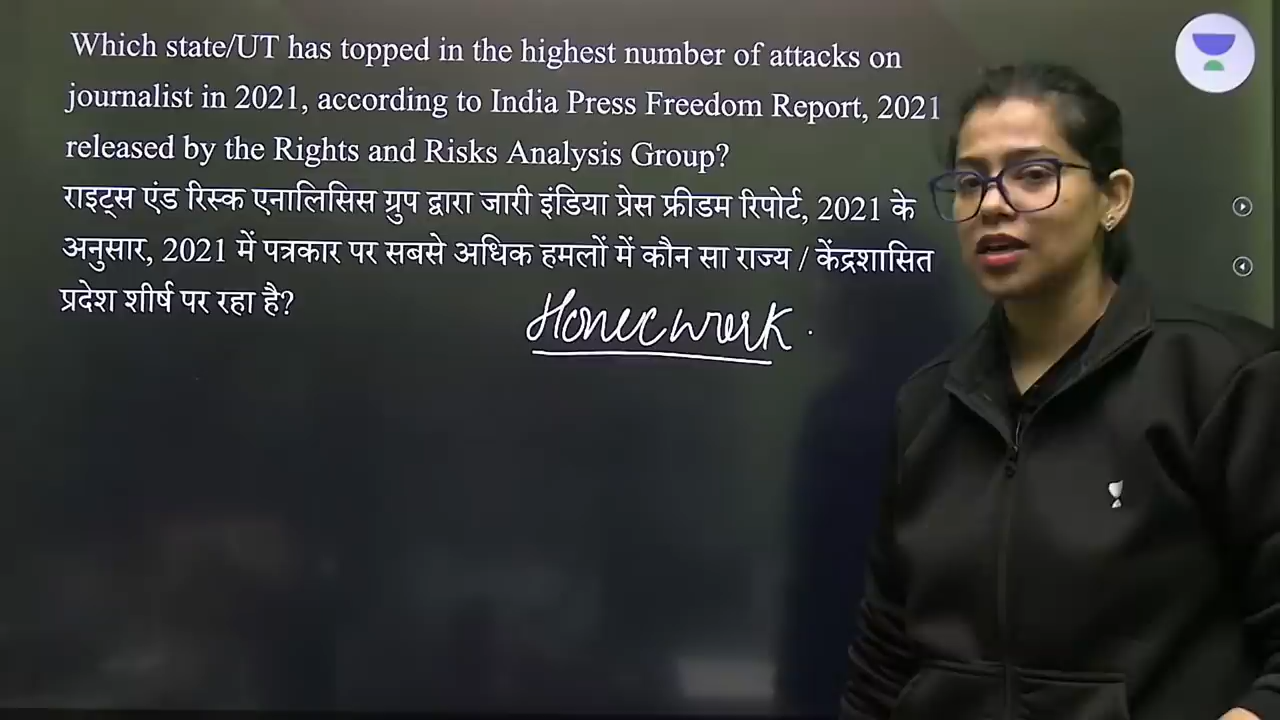 Which state/UT has topped in the highest number of attacks on
journalist in 2021, according to India Press Freedom Report, 2021
released by the Rights and Risks Analysis Group?
राइट्स एंड रिस्क एनालिसिस ग्रुप द्वारा जारी इंडिया प्रेस फ्रीडम रिपोर्ट, 2021 के
अनुसार, 2021 में पत्रकार पर सबसे अधिक हमलों में कौन सा राज्य / केंद्रशासित
प्रदेश शीर्ष पर रहा है?
Homework.